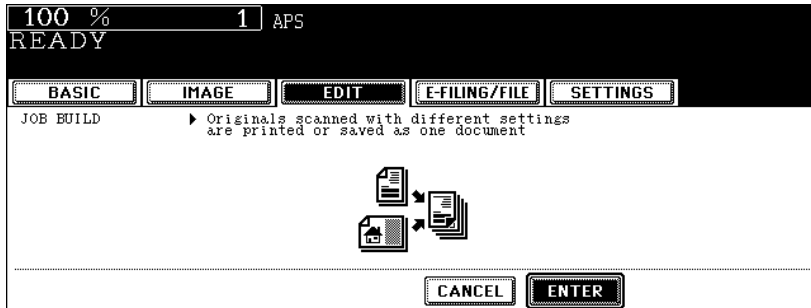 100 % 1 APS
READY
BASIC IMAGE EDIT E-FILING/FILE SETTINGS
JOB BUILD ▶ Originals scanned with different settings
are printed or saved as one document
CANCEL ENTER